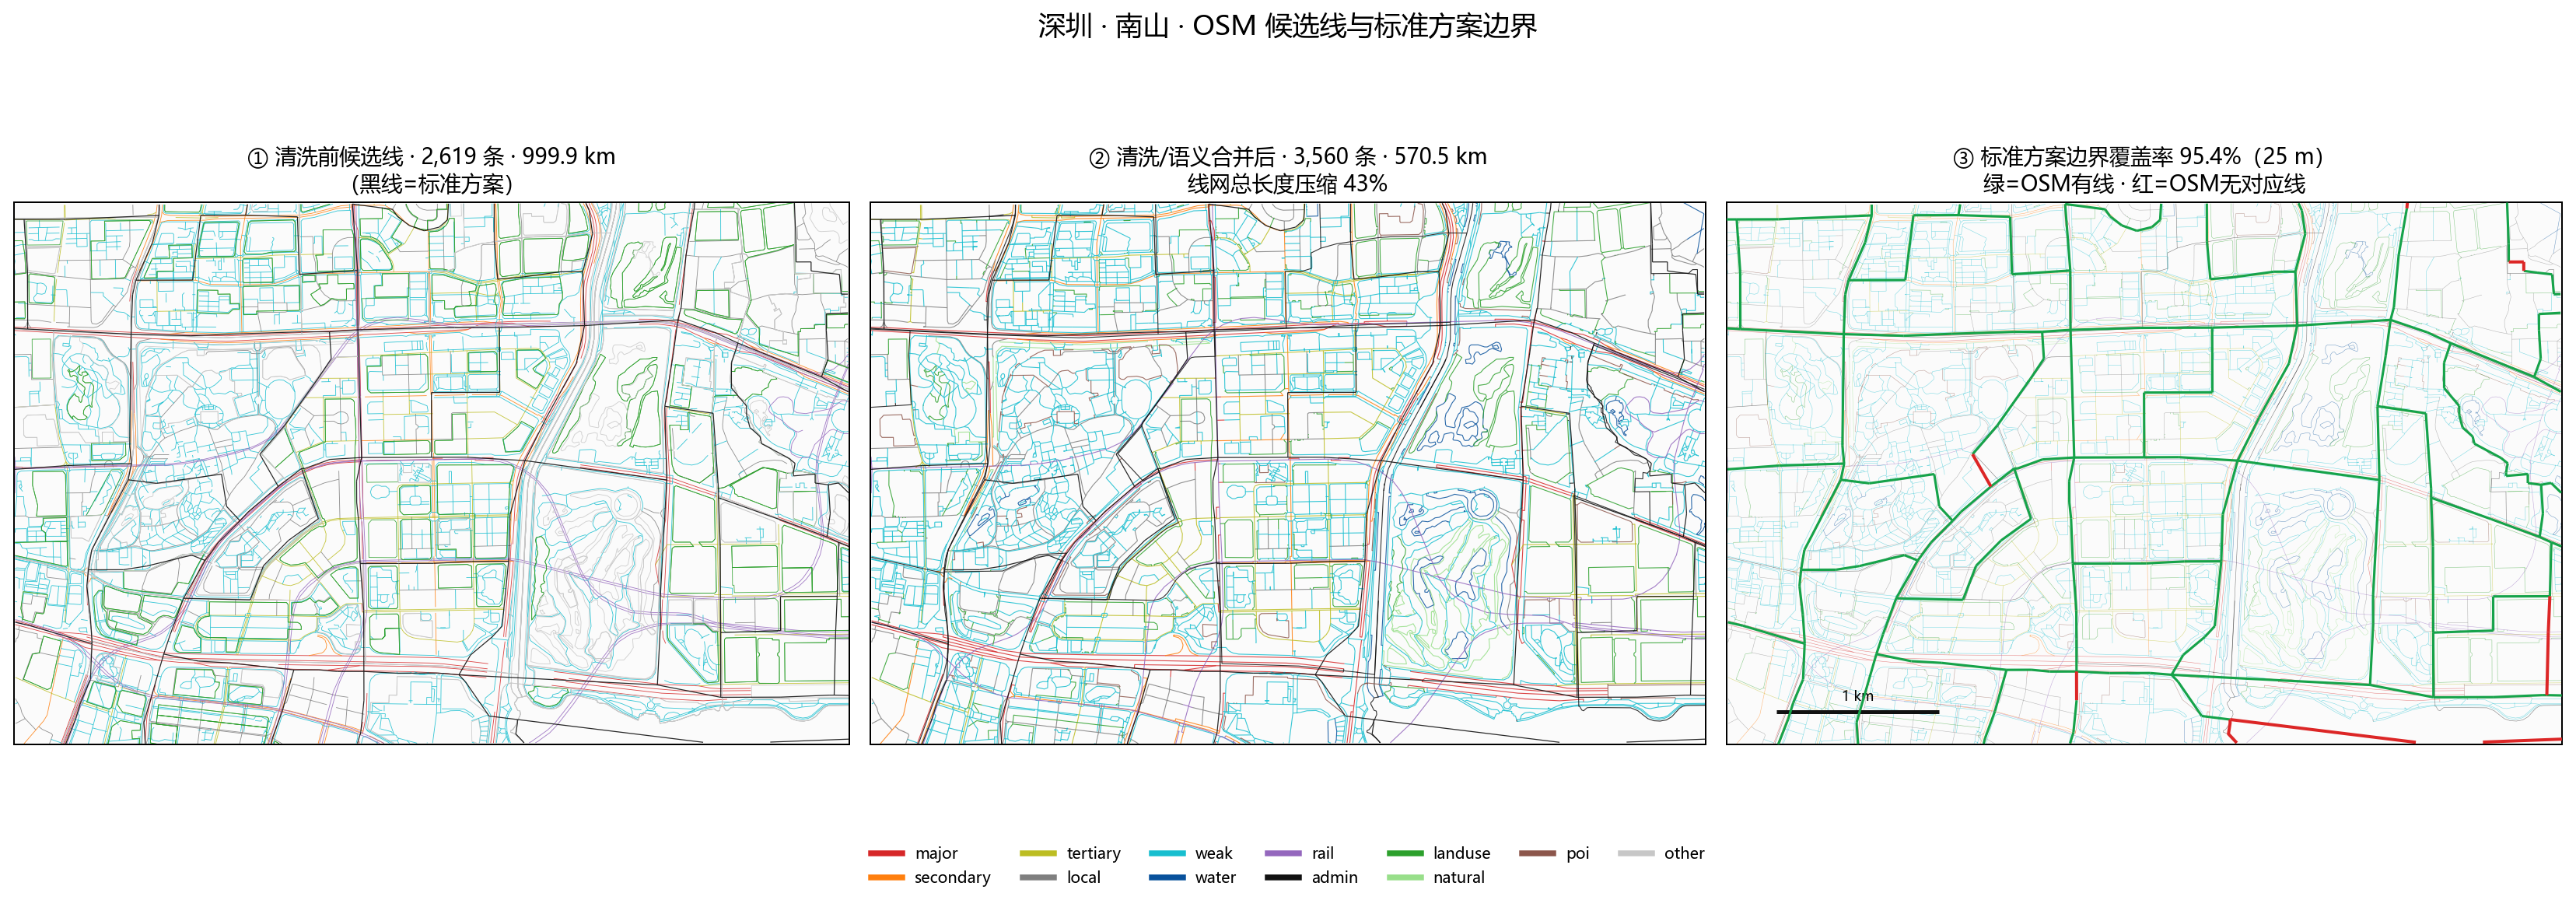 深圳 · 南山 · OSM 候选线与标准方案边界
① 清洗前候选线 · 2,619 条 · 999.9 km
(黑线=标准方案)
② 清洗/语义合并后 · 3,560 条 · 570.5 km
线网总长度压缩 43%
③ 标准方案边界覆盖率 95.4%（25 m）
绿=OSM有线 · 红=OSM无对应线
1 km
major
secondary
tertiary
local
weak
water
rail
admin
landuse
natural
poi
other